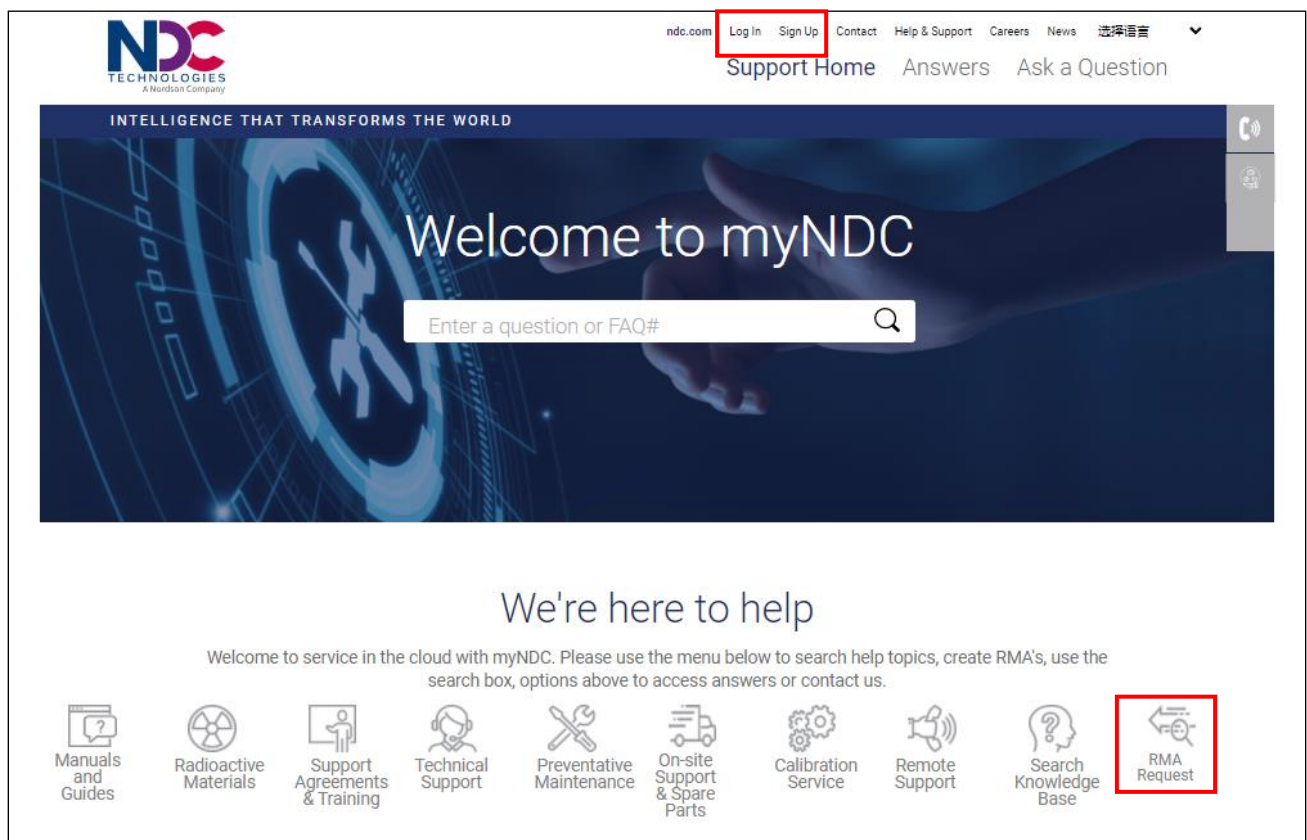 NDC
TECHNOLOGIES
A Nordson Company
ndc.com Log In Sign Up Contact Help & Support Careers News 选择语言
Support Home Answers Ask a Question
INTELLIGENCE THAT TRANSFORMS THE WORLD
Welcome to myNDC
Enter a question or FAQ#
We're here to help
Welcome to service in the cloud with myNDC. Please use the menu below to search help topics, create RMA's, use the
search box, options above to access answers or contact us.
Manuals
and
Guides
Radioactive
Materials
Support
Agreements
& Training
Technical
Support
Preventative
Maintenance
On-site
Support
& Spare
Parts
Calibration
Service
Remote
Support
Search
Knowledge
Base
RMA
Request